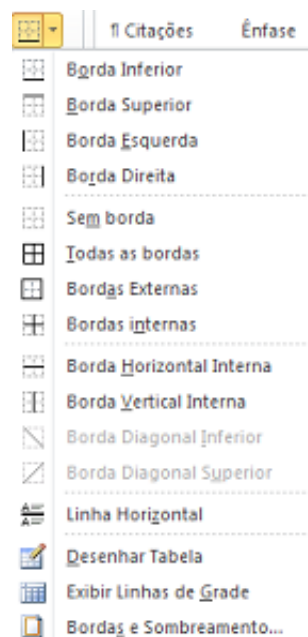 ¶ Citações Ênfase
Borda Inferior
Borda Superior
Borda Esquerda
Borda Direita
Sem borda
Todas as bordas
Bordas Externas
Bordas internas
Borda Horizontal Interna
Borda Vertical Interna
Borda Diagonal Inferior
Borda Diagonal Superior
Linha Horizontal
Desenhar Tabela
Exibir Linhas de Grade
Bordas e Sombreamento...